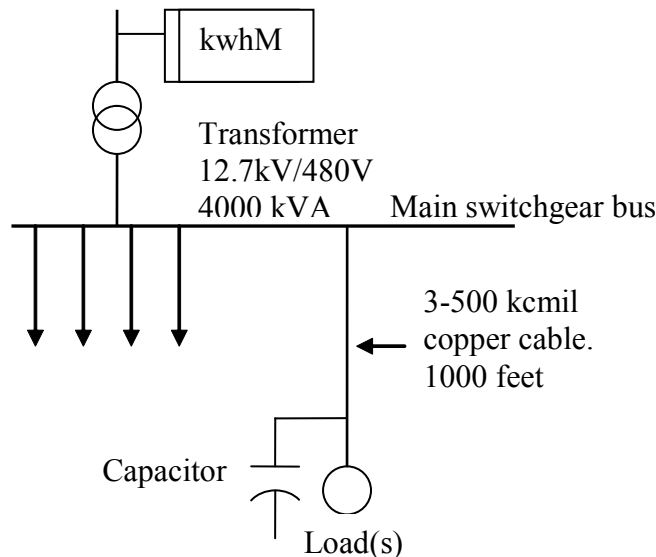 kwhM
Transformer
12.7kV/480V
4000 kVA
Main switchgear bus
3-500 kcmil
copper cable.
1000 feet
Capacitor
Load(s)